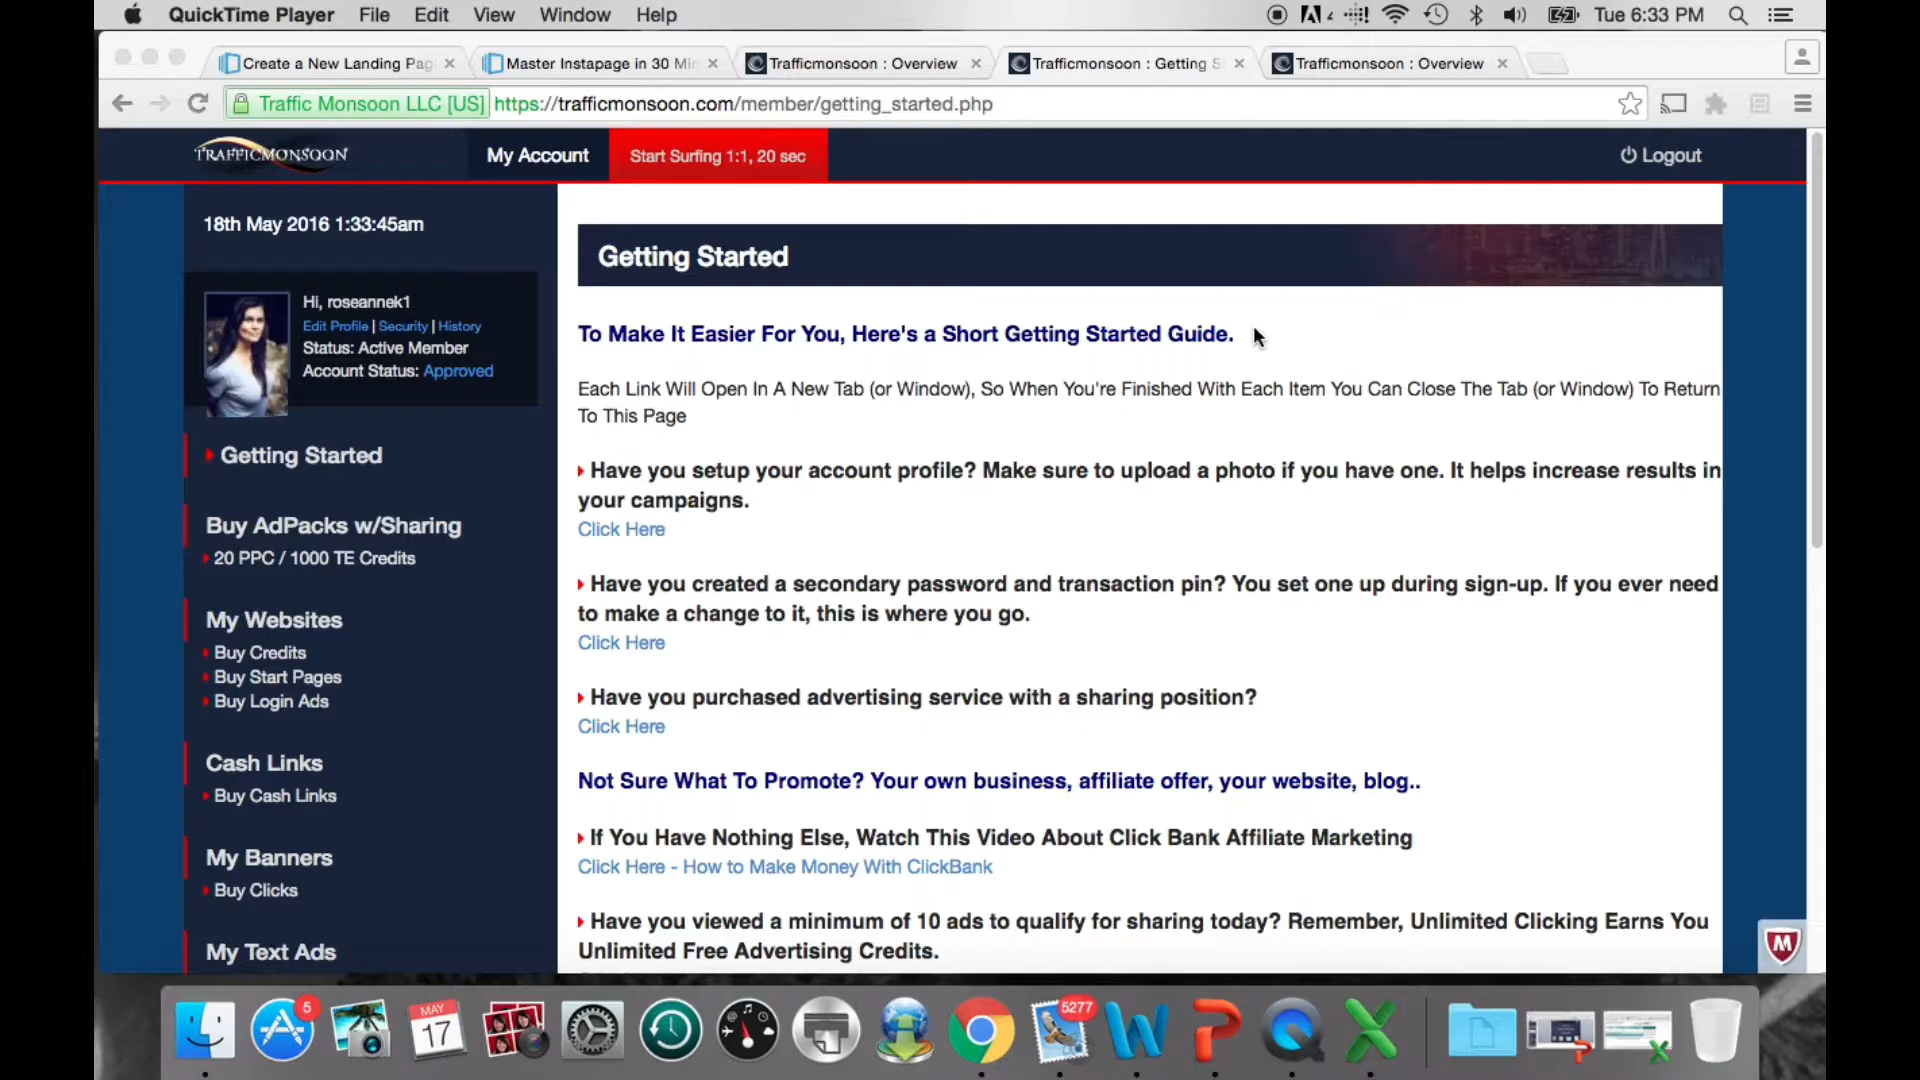 QuickTime Player File Edit View Window Help
4 Tue 6:33 PM
Create a New Landing Pag
Master Instapage in 30 Min
Trafficmonsoon : Overview
Trafficmonsoon : Getting S
Trafficmonsoon : Overview
Traffic Monsoon LLC [US] https://trafficmonsoon.com/member/getting_started.php
TRAFFICMONSOON
My Account
Start Surfing 1:1, 20 sec
Logout
18th May 2016 1:33:45am
Hi, roseannek1
Edit Profile | Security | History
Status: Active Member
Account Status: Approved
Getting Started
Buy AdPacks w/Sharing
20 PPC / 1000 TE Credits
My Websites
Buy Credits
Buy Start Pages
Buy Login Ads
Cash Links
Buy Cash Links
My Banners
Buy Clicks
My Text Ads
Getting Started
To Make It Easier For You, Here's a Short Getting Started Guide.
Each Link Will Open In A New Tab (or Window), So When You're Finished With Each Item You Can Close The Tab (or Window) To Return
To This Page
Have you setup your account profile? Make sure to upload a photo if you have one. It helps increase results in
your campaigns.
Click Here
Have you created a secondary password and transaction pin? You set one up during sign-up. If you ever need
to make a change to it, this is where you go.
Click Here
Have you purchased advertising service with a sharing position?
Click Here
Not Sure What To Promote? Your own business, affiliate offer, your website, blog..
If You Have Nothing Else, Watch This Video About Click Bank Affiliate Marketing
Click Here - How to Make Money With ClickBank
Have you viewed a minimum of 10 ads to qualify for sharing today? Remember, Unlimited Clicking Earns You
Unlimited Free Advertising Credits.
5
MAY
17
5277